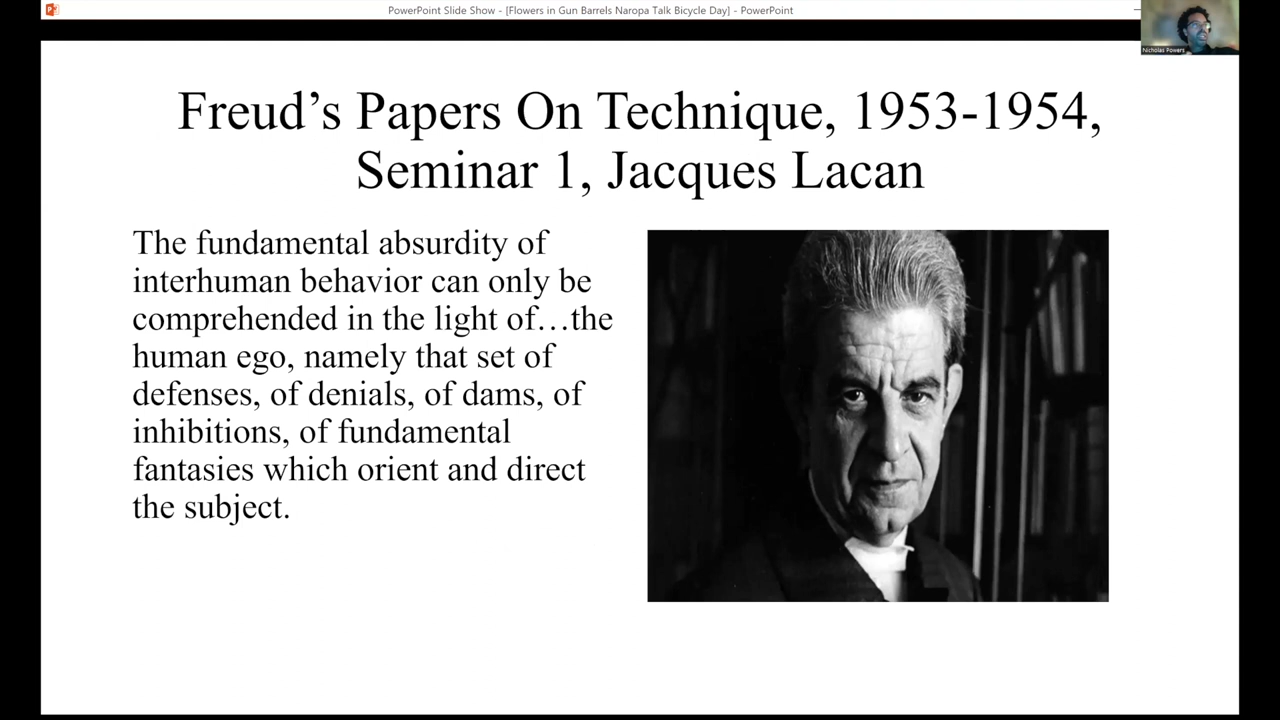 PowerPoint Slide Show - [Flowers in Gun Barrels Naropa Talk Bicycle Day] - PowerPoint
Nicholas Powers
Freud’s Papers On Technique, 1953-1954,
Seminar 1, Jacques Lacan
The fundamental absurdity of
interhuman behavior can only be
comprehended in the light of…the
human ego, namely that set of
defenses, of denials, of dams, of
inhibitions, of fundamental
fantasies which orient and direct
the subject.